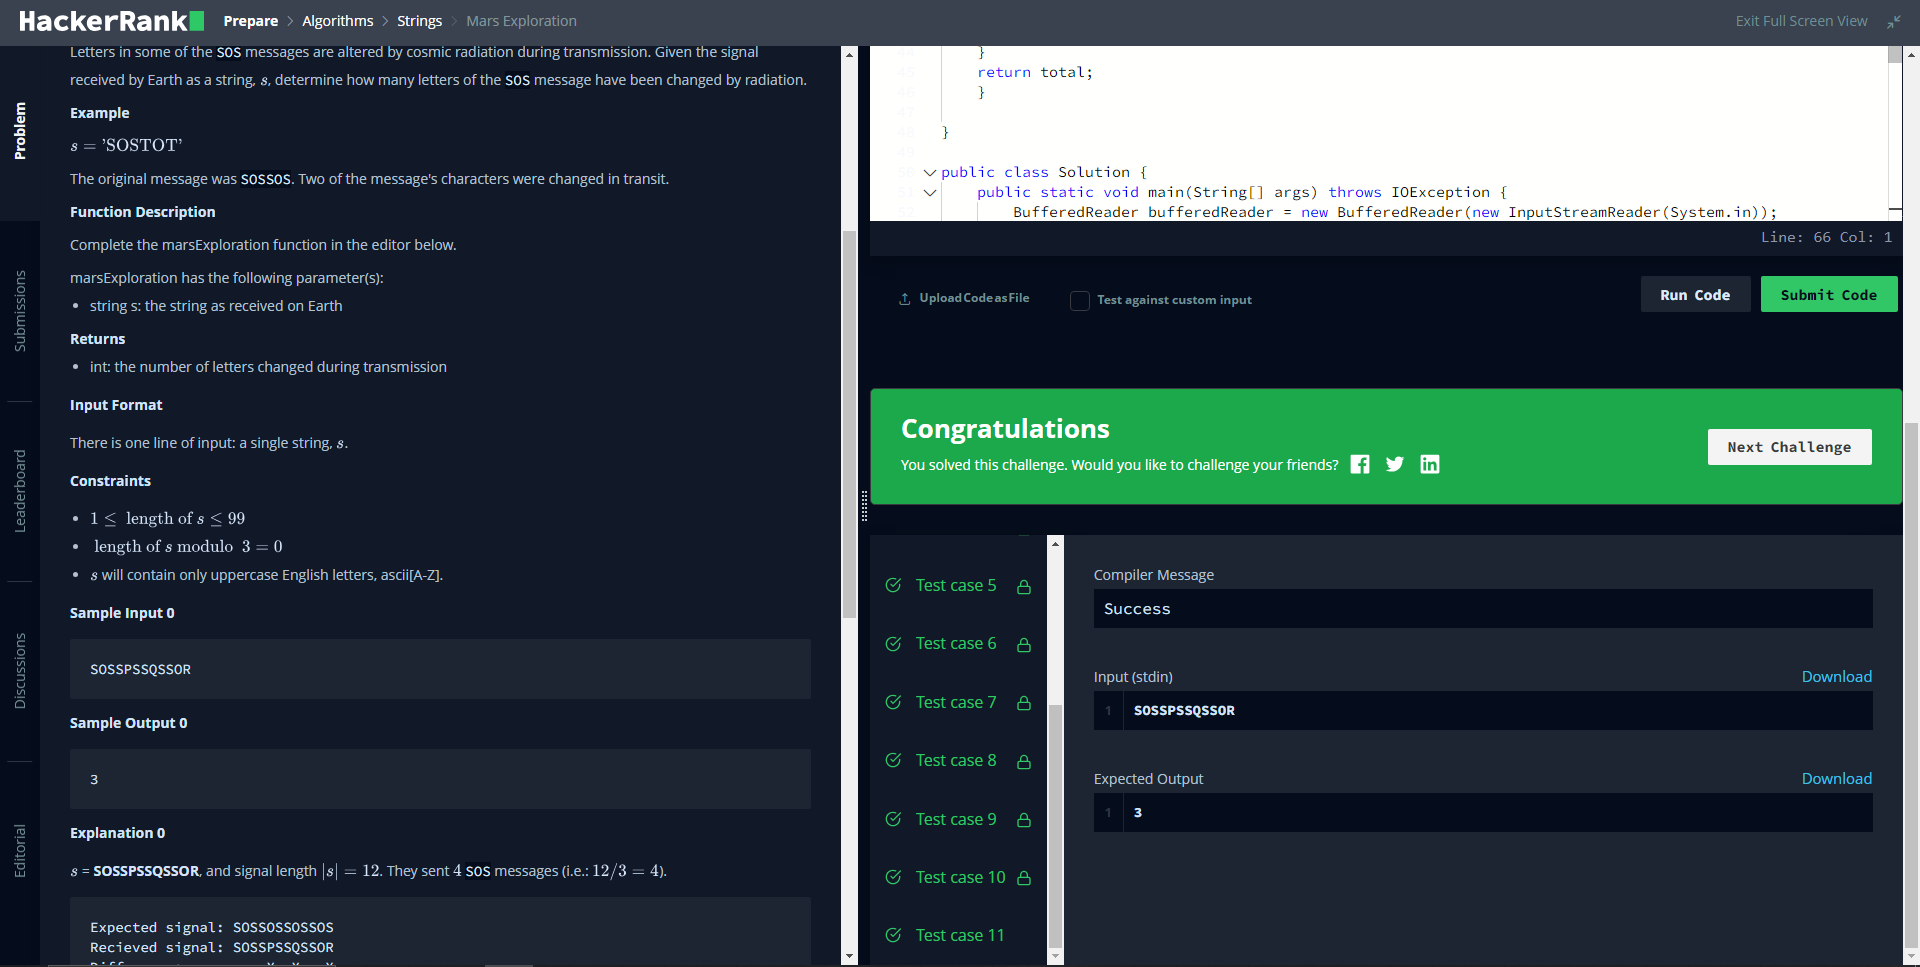 HackerRank
Prepare > Algorithms > Strings > Mars Exploration
Exit Full Screen View
Problem
Submissions
Leaderboard
Discussions
Editorial
Letters in some of the SOS messages are altered by cosmic radiation during transmission. Given the signal
received by Earth as a string, s, determine how many letters of the SOS message have been changed by radiation.
Example
s = 'SOSTOT'
The original message was SOSSOS. Two of the message's characters were changed in transit.
Function Description
Complete the marsExploration function in the editor below.
marsExploration has the following parameter(s):
• string s: the string as received on Earth
Returns
• int: the number of letters changed during transmission
Input Format
There is one line of input: a single string, s.
Constraints
• 1 ≤ length of s ≤ 99
• length of s modulo 3 = 0
• s will contain only uppercase English letters, ascii[A-Z].
Sample Input 0
SOSSPSSQSSOR
Sample Output 0
3
Explanation 0
s = SOSSPSSQSSOR, and signal length |s| = 12. They sent 4 SOS messages (i.e.: 12/3 = 4).
Expected signal: SOSSOSSOSSOS
Recieved signal: SOSSPSSQSSOR
44 }
45 return total;
46 }
47
48 }
49
50 public class Solution {
51 public static void main(String[] args) throws IOException {
52 BufferedReader bufferedReader = new BufferedReader(new InputStreamReader(System.in));
Line: 66 Col: 1
Upload Code as File
Test against custom input
Run Code
Submit Code
Congratulations
You solved this challenge. Would you like to challenge your friends?
Next Challenge
Test case 5
Test case 6
Test case 7
Test case 8
Test case 9
Test case 10
Test case 11
Compiler Message
Success
Input (stdin)
Download
1 SOSSPSSQSSOR
Expected Output
Download
1 3